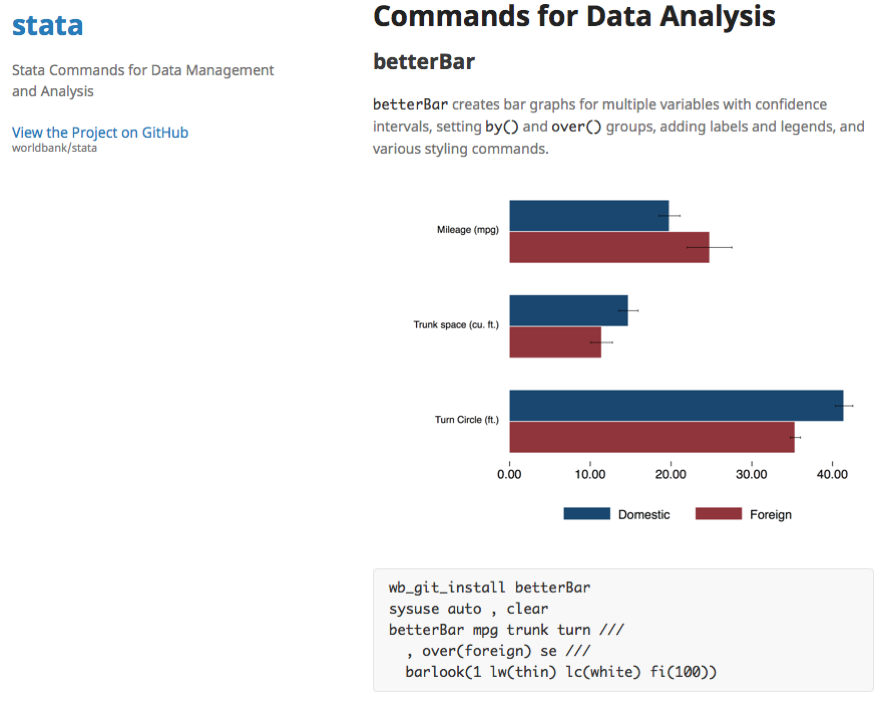 stata
Stata Commands for Data Management
and Analysis
View the Project on GitHub
worldbank/stata
Commands for Data Analysis
betterBar
betterBar creates bar graphs for multiple variables with confidence
intervals, setting by() and over() groups, adding labels and legends, and
various styling commands.
Mileage (mpg)
Trunk space (cu. ft.)
Turn Circle (ft.)
0.00 10.00 20.00 30.00 40.00
Domestic Foreign
wb_git_install betterBar
sysuse auto , clear
betterBar mpg trunk turn ///
  , over(foreign) se ///
  barlook(1 lw(thin) lc(white) fi(100))